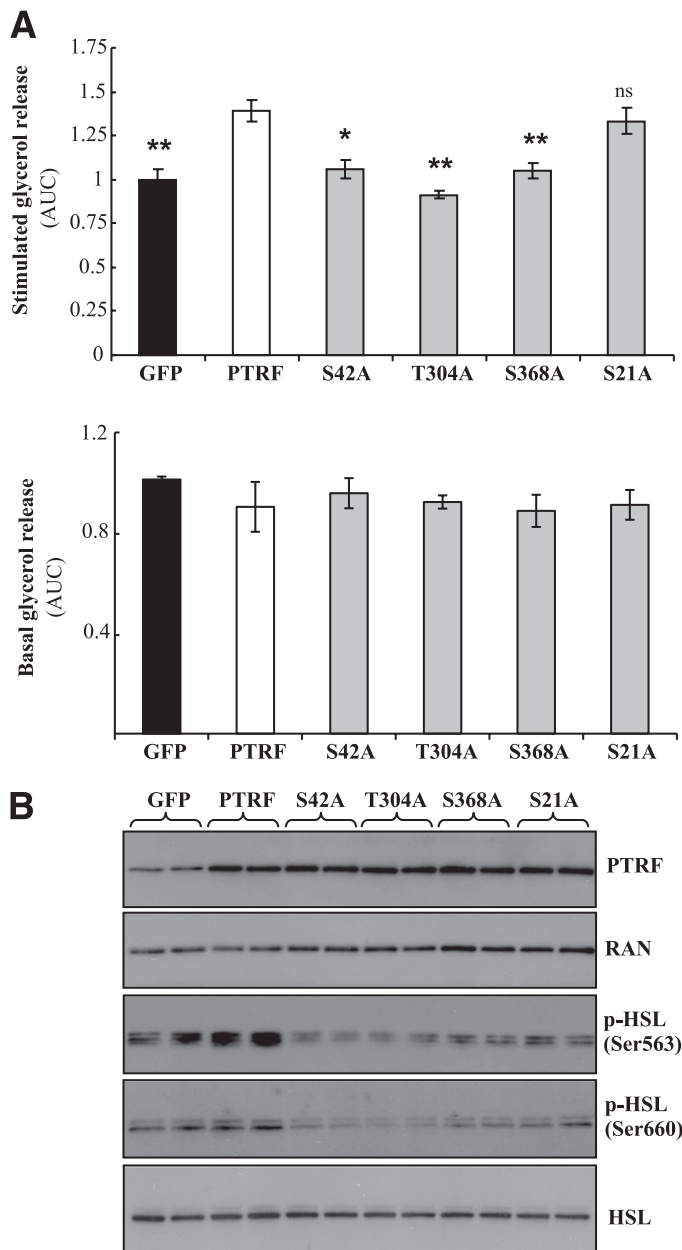 A
Stimulated glycerol release
(AUC)
1.75
1.5
1.25
1
0.75
0.5
0.25
0
**
*
**
**
ns
GFP PTRF S42A T304A S368A S21A
Basal glycerol release
(AUC)
1.2
0.8
0.4
GFP PTRF S42A T304A S368A S21A
B
GFP PTRF S42A T304A S368A S21A
PTRF
RAN
p-HSL
(Ser563)
p-HSL
(Ser660)
HSL